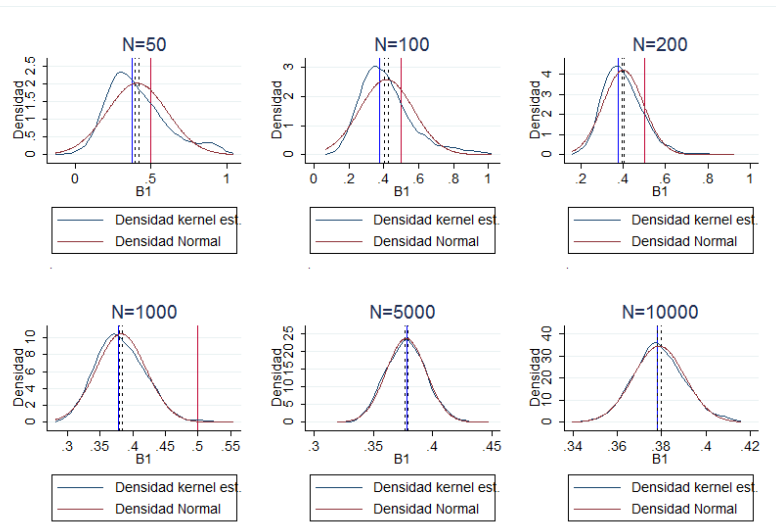 N=50
Densidad
0 .5 1 1.5 2 2.5
0 .5 1
B1
Densidad kernel est.
Densidad Normal
N=100
Densidad
0 1 2 3
0 .2 .4 .6 .8 1
B1
Densidad kernel est.
Densidad Normal
N=200
Densidad
0 1 2 3 4
.2 .4 .6 .8 1
B1
Densidad kernel est.
Densidad Normal
N=1000
Densidad
0 2 4 6 8 10
.3 .35 .4 .45 .5 .55
B1
Densidad kernel est.
Densidad Normal
N=5000
Densidad
0 5 10 15 20 25
.3 .35 .4 .45
B1
Densidad kernel est.
Densidad Normal
N=10000
Densidad
0 10 20 30 40
.34 .36 .38 .4 .42
B1
Densidad kernel est.
Densidad Normal